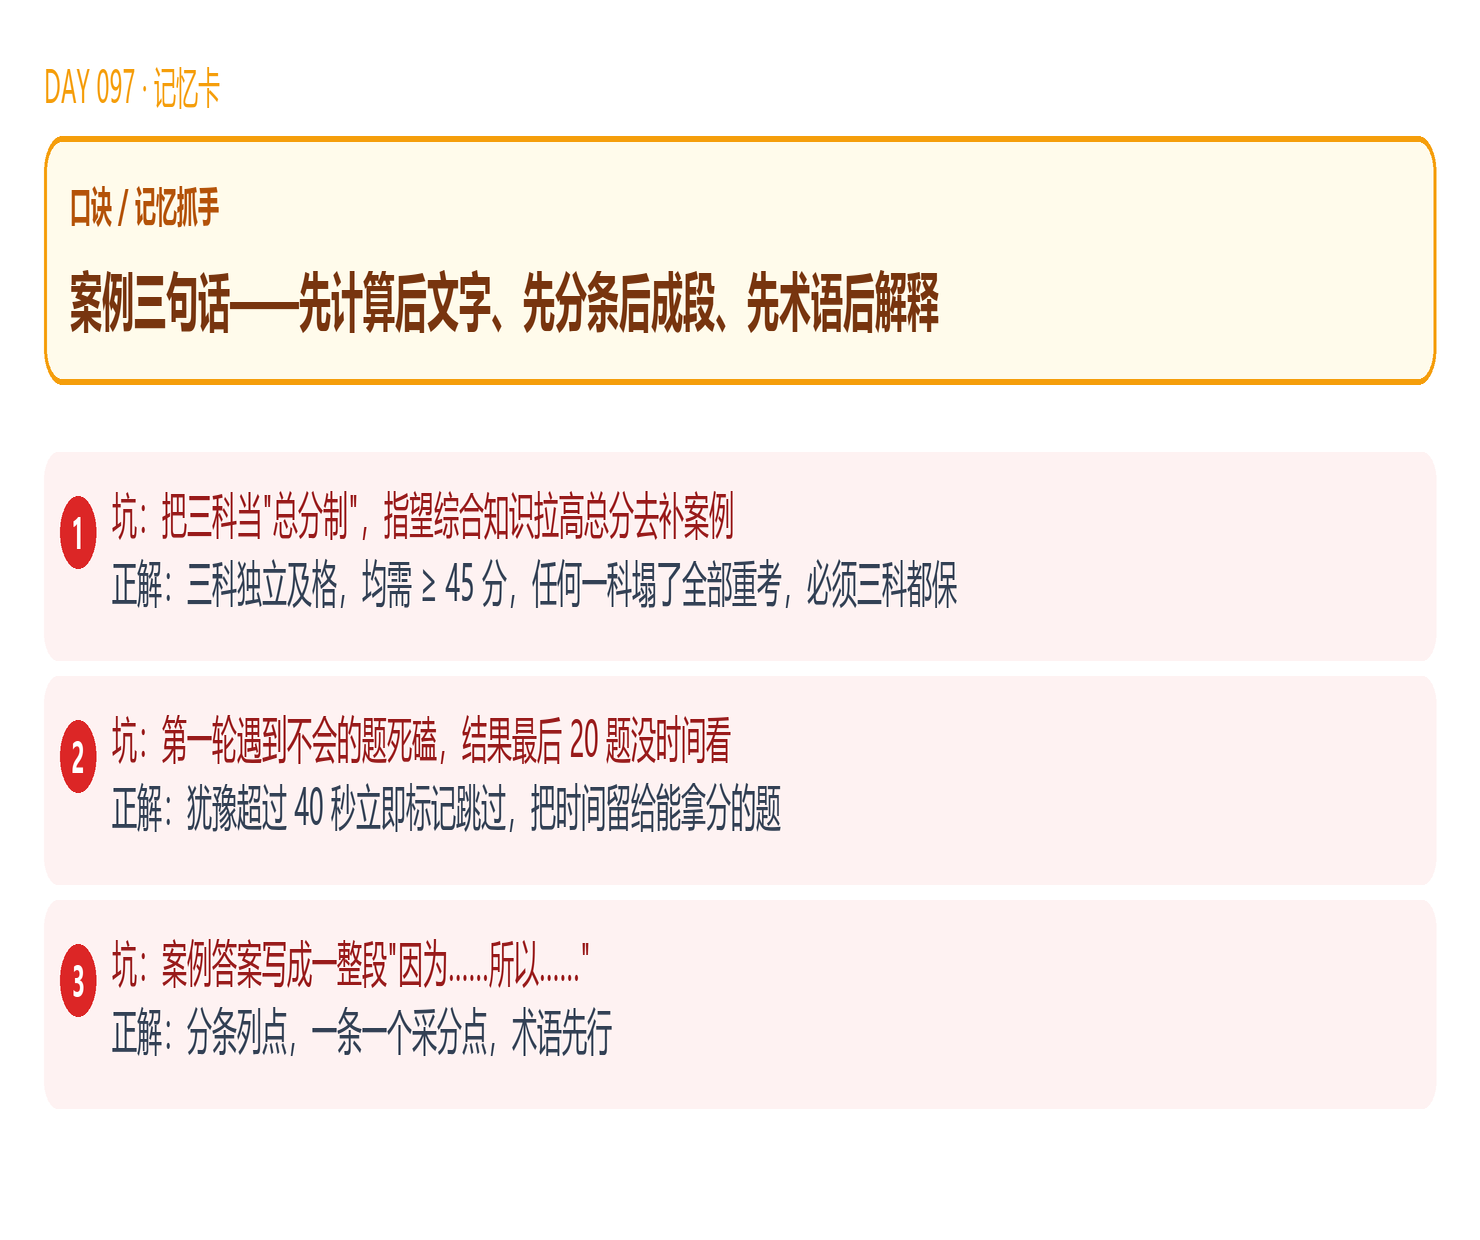 DAY 097 · 记忆卡
口诀 / 记忆抓手
案例三句话——先计算后文字、先分条后成段、先术语后解释
1
坑：把三科当"总分制"，指望综合知识拉高总分去补案例
正解：三科独立及格，均需 ≥ 45 分，任何一科塌了全部重考，必须三科都保
2
坑：第一轮遇到不会的题死磕，结果最后 20 题没时间看
正解：犹豫超过 40 秒立即标记跳过，把时间留给能拿分的题
3
坑：案例答案写成一整段"因为……所以……"
正解：分条列点，一条一个采分点，术语先行